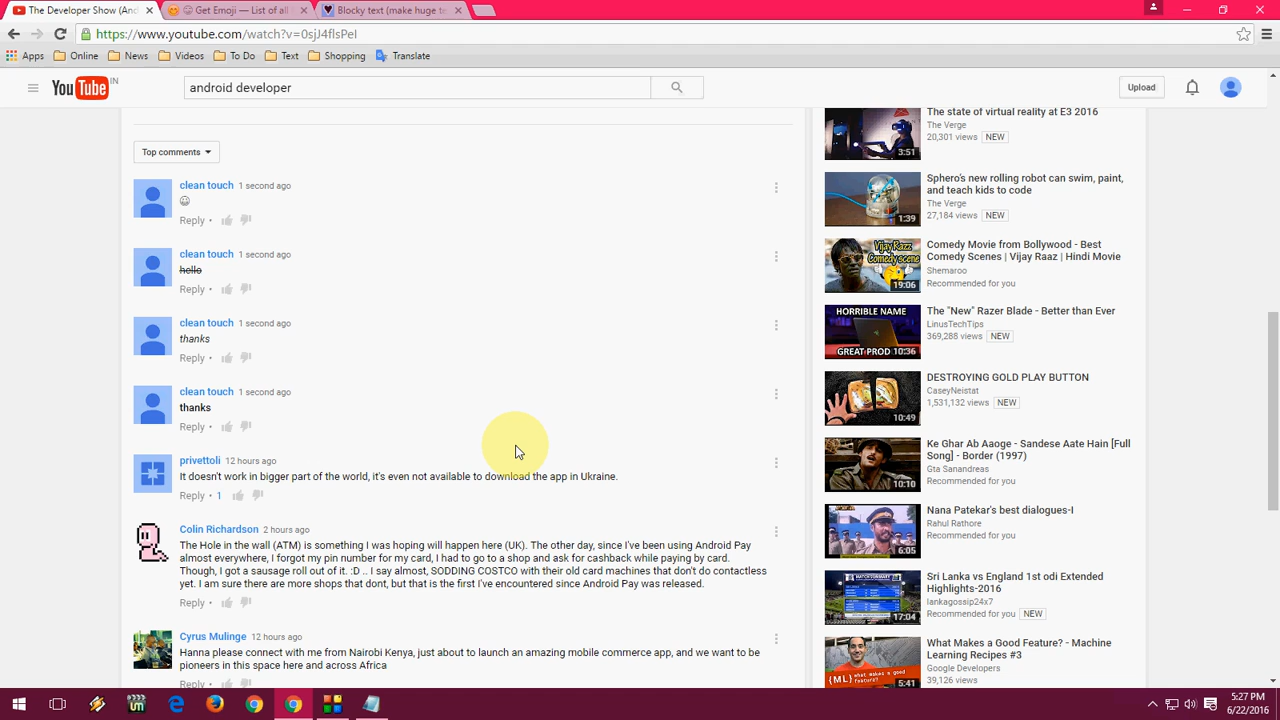 The Developer Show (An
😊 Get Emoji — List of all
Blocky text (make huge te
https://www.youtube.com/watch?v=0sjJ4flsPeI
Apps
Online
News
Videos
To Do
Text
Shopping
Translate
YouTube IN
android developer
Upload
Top comments
clean touch 1 second ago
😀
Reply
clean touch 1 second ago
hello
Reply
clean touch 1 second ago
thanks
Reply
clean touch 1 second ago
thanks
Reply
privettoli 12 hours ago
It doesn't work in bigger part of the world, it's even not available to download the app in Ukraine.
Reply • 1
Colin Richardson 2 hours ago
The Hole in the wall (ATM) is something I was hoping will happen here (UK). The other day, since I've been using Android Pay
almost everywhere, I forgot my pin number for my card, I had to go to a shop and ask for cashback while paying by card.
Though, I got a sausage roll out of it. :D .. I say almost, SODDING COSTCO with their old card machines that don't do contactless
yet. I am sure there are more shops that dont, but that is the first I've encountered since Android Pay was released.
Reply
Cyrus Mulinge 12 hours ago
Hanna please connect with me from Nairobi Kenya, just about to launch an amazing mobile commerce app, and we want to be
pioneers in this space here and across Africa
Reply
3:51
The state of virtual reality at E3 2016
The Verge
20,301 views NEW
1:39
Sphero's new rolling robot can swim, paint,
and teach kids to code
The Verge
27,184 views NEW
Vijay Razz
Comedy scene
19:06
Comedy Movie from Bollywood - Best
Comedy Scenes | Vijay Raaz | Hindi Movie
Shemaroo
Recommended for you
HORRIBLE NAME
GREAT PROD
10:36
The "New" Razer Blade - Better than Ever
LinusTechTips
369,288 views NEW
10:49
DESTROYING GOLD PLAY BUTTON
CaseyNeistat
1,531,132 views NEW
10:10
Ke Ghar Ab Aaoge - Sandese Aate Hain [Full
Song] - Border (1997)
Gta Sanandreas
Recommended for you
6:05
Nana Patekar's best dialogues-I
Rahul Rathore
Recommended for you
MATCH SUMMARY
17:04
Sri Lanka vs England 1st odi Extended
Highlights-2016
lankagossip24x7
Recommended for you NEW
{ML} what makes a
good feature?
5:41
What Makes a Good Feature? - Machine
Learning Recipes #3
Google Developers
39,126 views
5:27 PM
6/22/2016